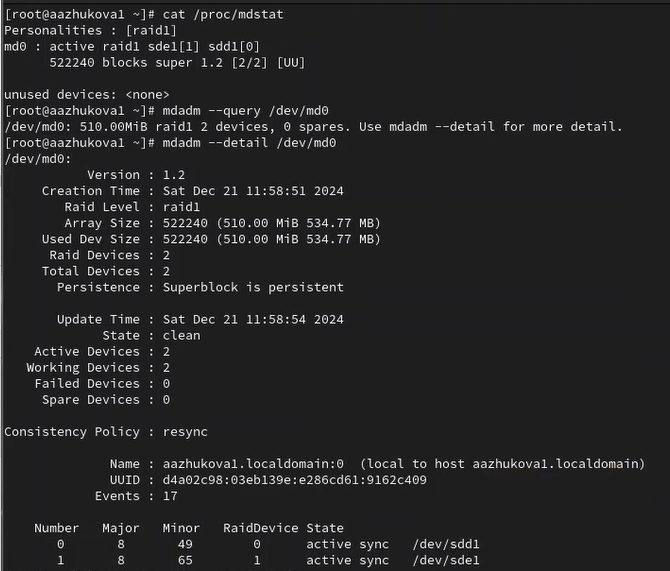 [root@aazhukova1 ~]# cat /proc/mdstat
Personalities : [raid1]
md0 : active raid1 sde1[1] sdd1[0]
      522240 blocks super 1.2 [2/2] [UU]

unused devices: <none>
[root@aazhukova1 ~]# mdadm --query /dev/md0
/dev/md0: 510.00MiB raid1 2 devices, 0 spares. Use mdadm --detail for more detail.
[root@aazhukova1 ~]# mdadm --detail /dev/md0
/dev/md0:
           Version : 1.2
     Creation Time : Sat Dec 21 11:58:51 2024
        Raid Level : raid1
        Array Size : 522240 (510.00 MiB 534.77 MB)
     Used Dev Size : 522240 (510.00 MiB 534.77 MB)
      Raid Devices : 2
     Total Devices : 2
       Persistence : Superblock is persistent

       Update Time : Sat Dec 21 11:58:54 2024
             State : clean
    Active Devices : 2
   Working Devices : 2
    Failed Devices : 0
     Spare Devices : 0

Consistency Policy : resync

              Name : aazhukova1.localdomain:0  (local to host aazhukova1.localdomain)
              UUID : d4a02c98:03eb139e:e286cd61:9162c409
            Events : 17

    Number   Major   Minor   RaidDevice State
       0       8       49        0      active sync   /dev/sdd1
       1       8       65        1      active sync   /dev/sde1